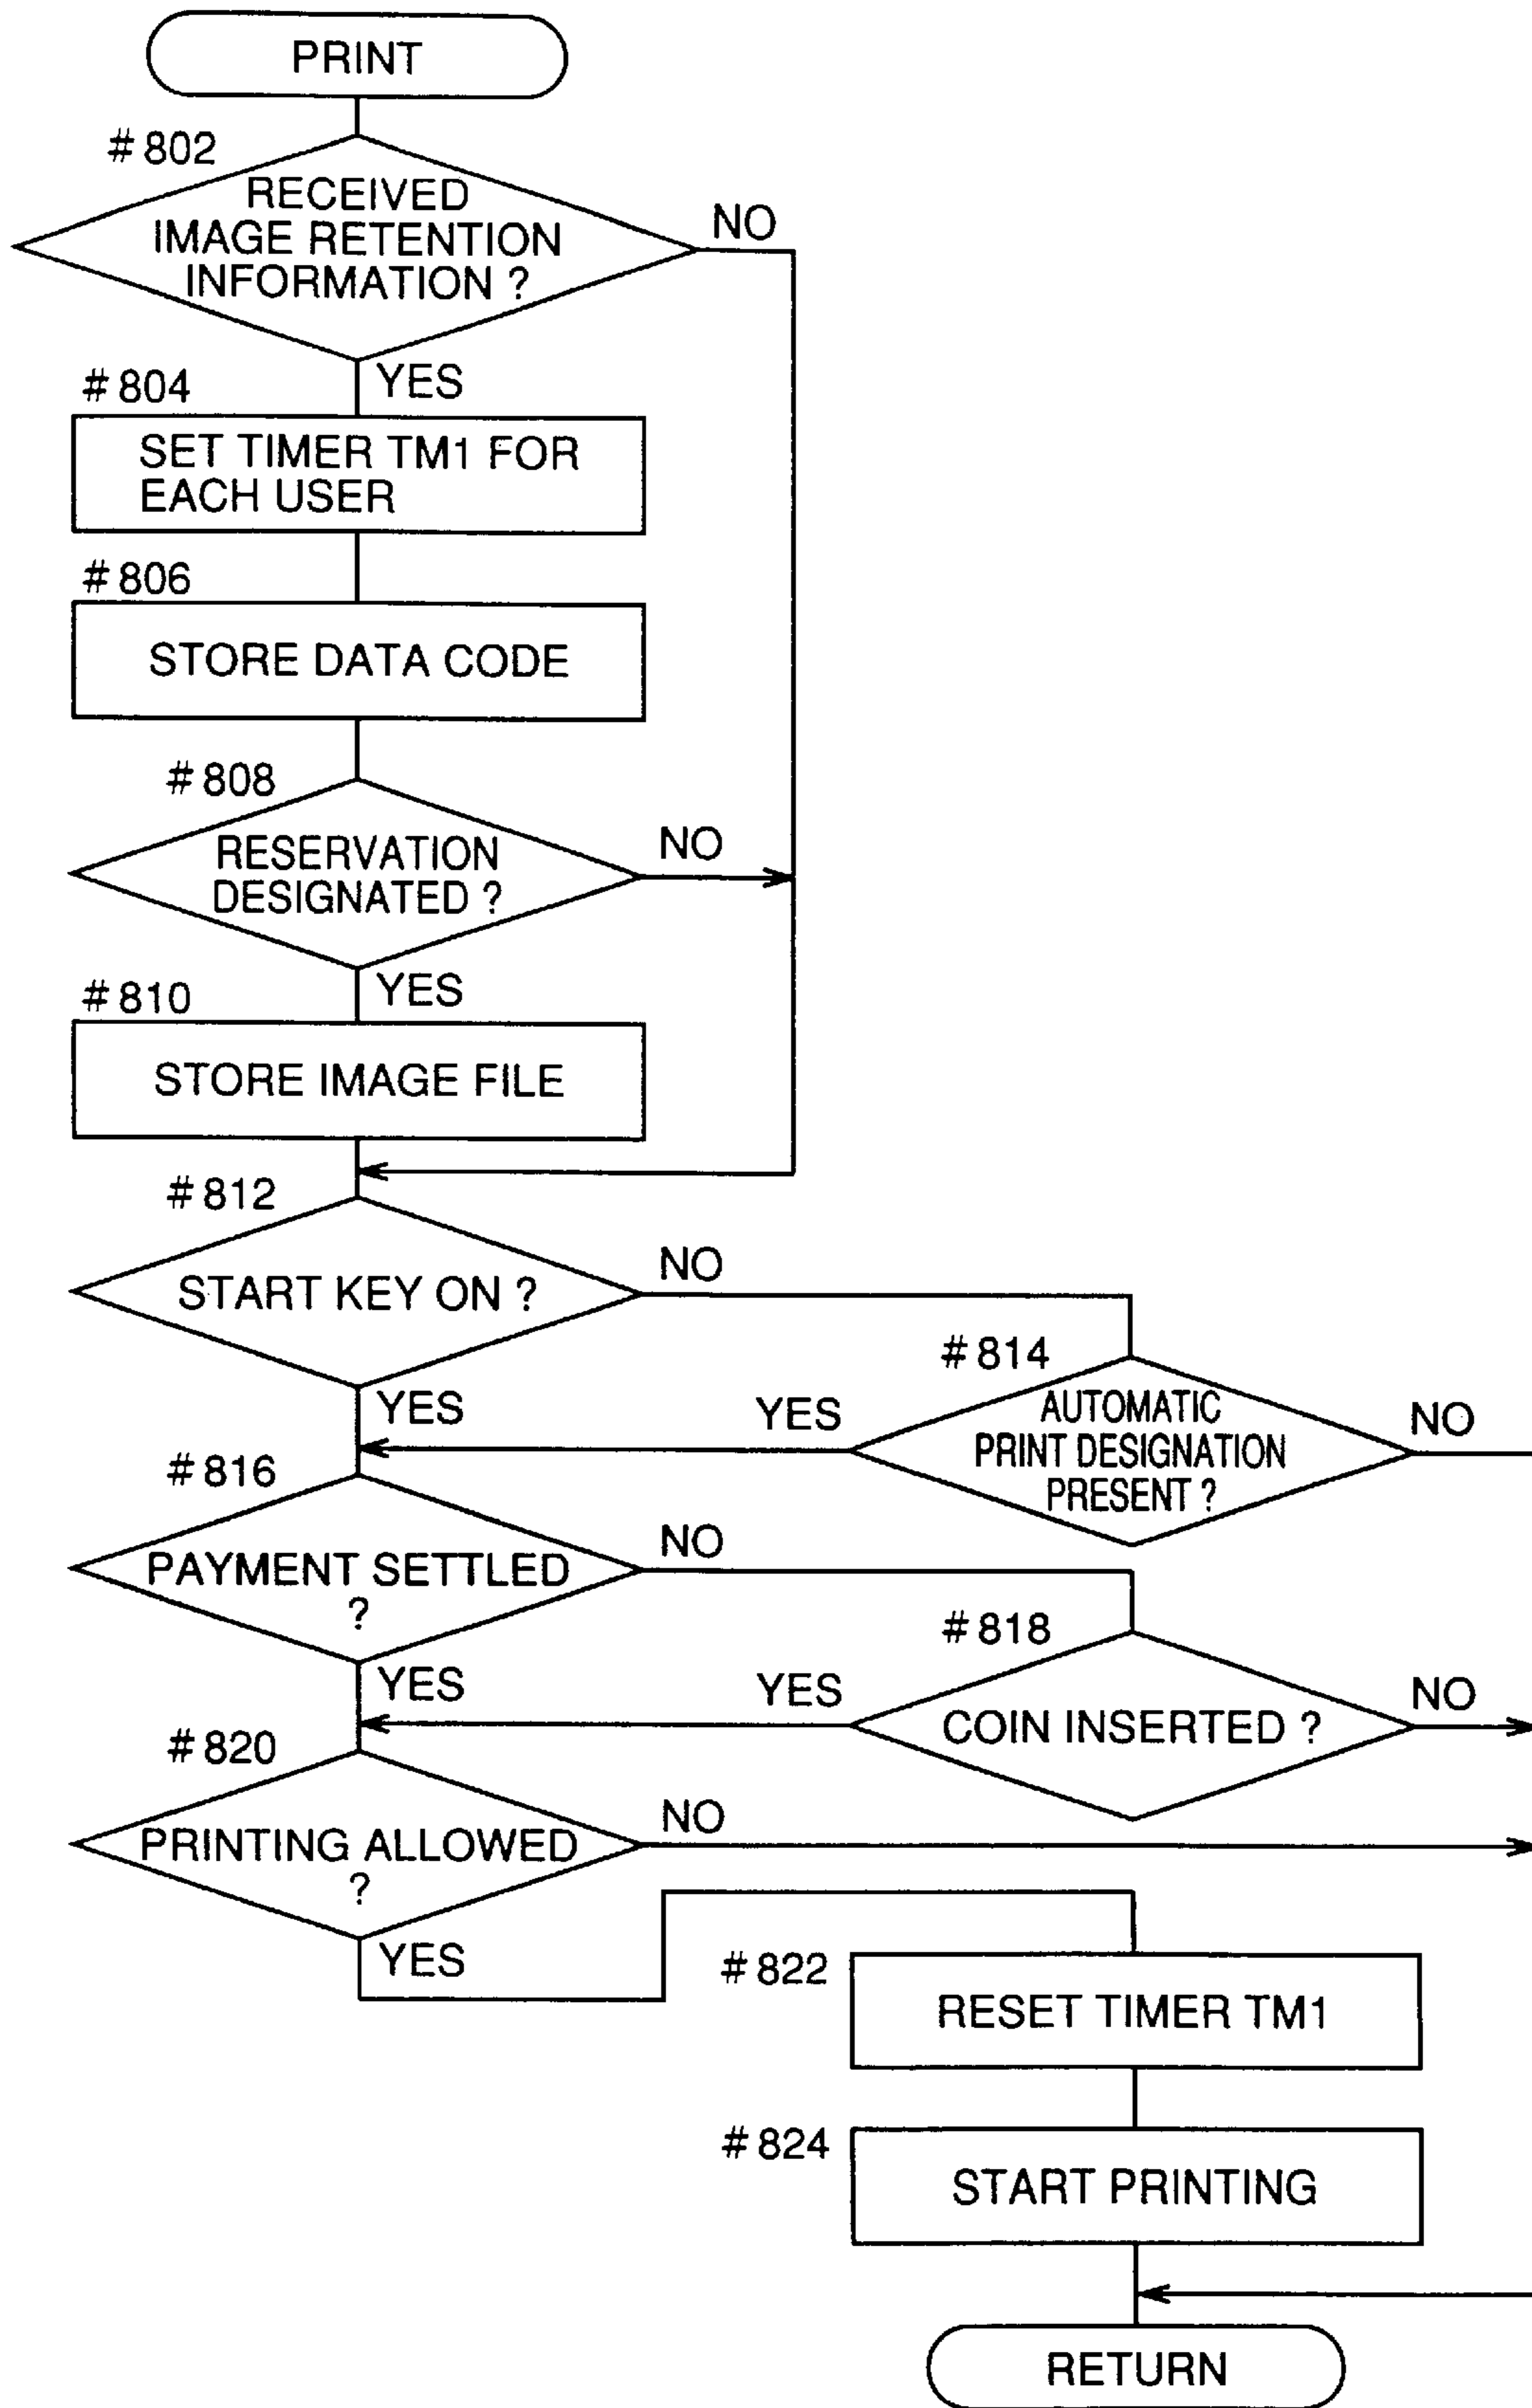 PRINT
# 802
RECEIVED
IMAGE RETENTION
INFORMATION ?
NO
YES
# 804
SET TIMER TM1 FOR
EACH USER
# 806
STORE DATA CODE
# 808
RESERVATION
DESIGNATED ?
NO
YES
# 810
STORE IMAGE FILE
# 812
START KEY ON ?
NO
YES
# 814
AUTOMATIC
PRINT DESIGNATION
PRESENT ?
YES
NO
# 816
PAYMENT SETTLED
?
NO
YES
# 818
COIN INSERTED ?
YES
NO
# 820
PRINTING ALLOWED
?
NO
YES
# 822
RESET TIMER TM1
# 824
START PRINTING
RETURN